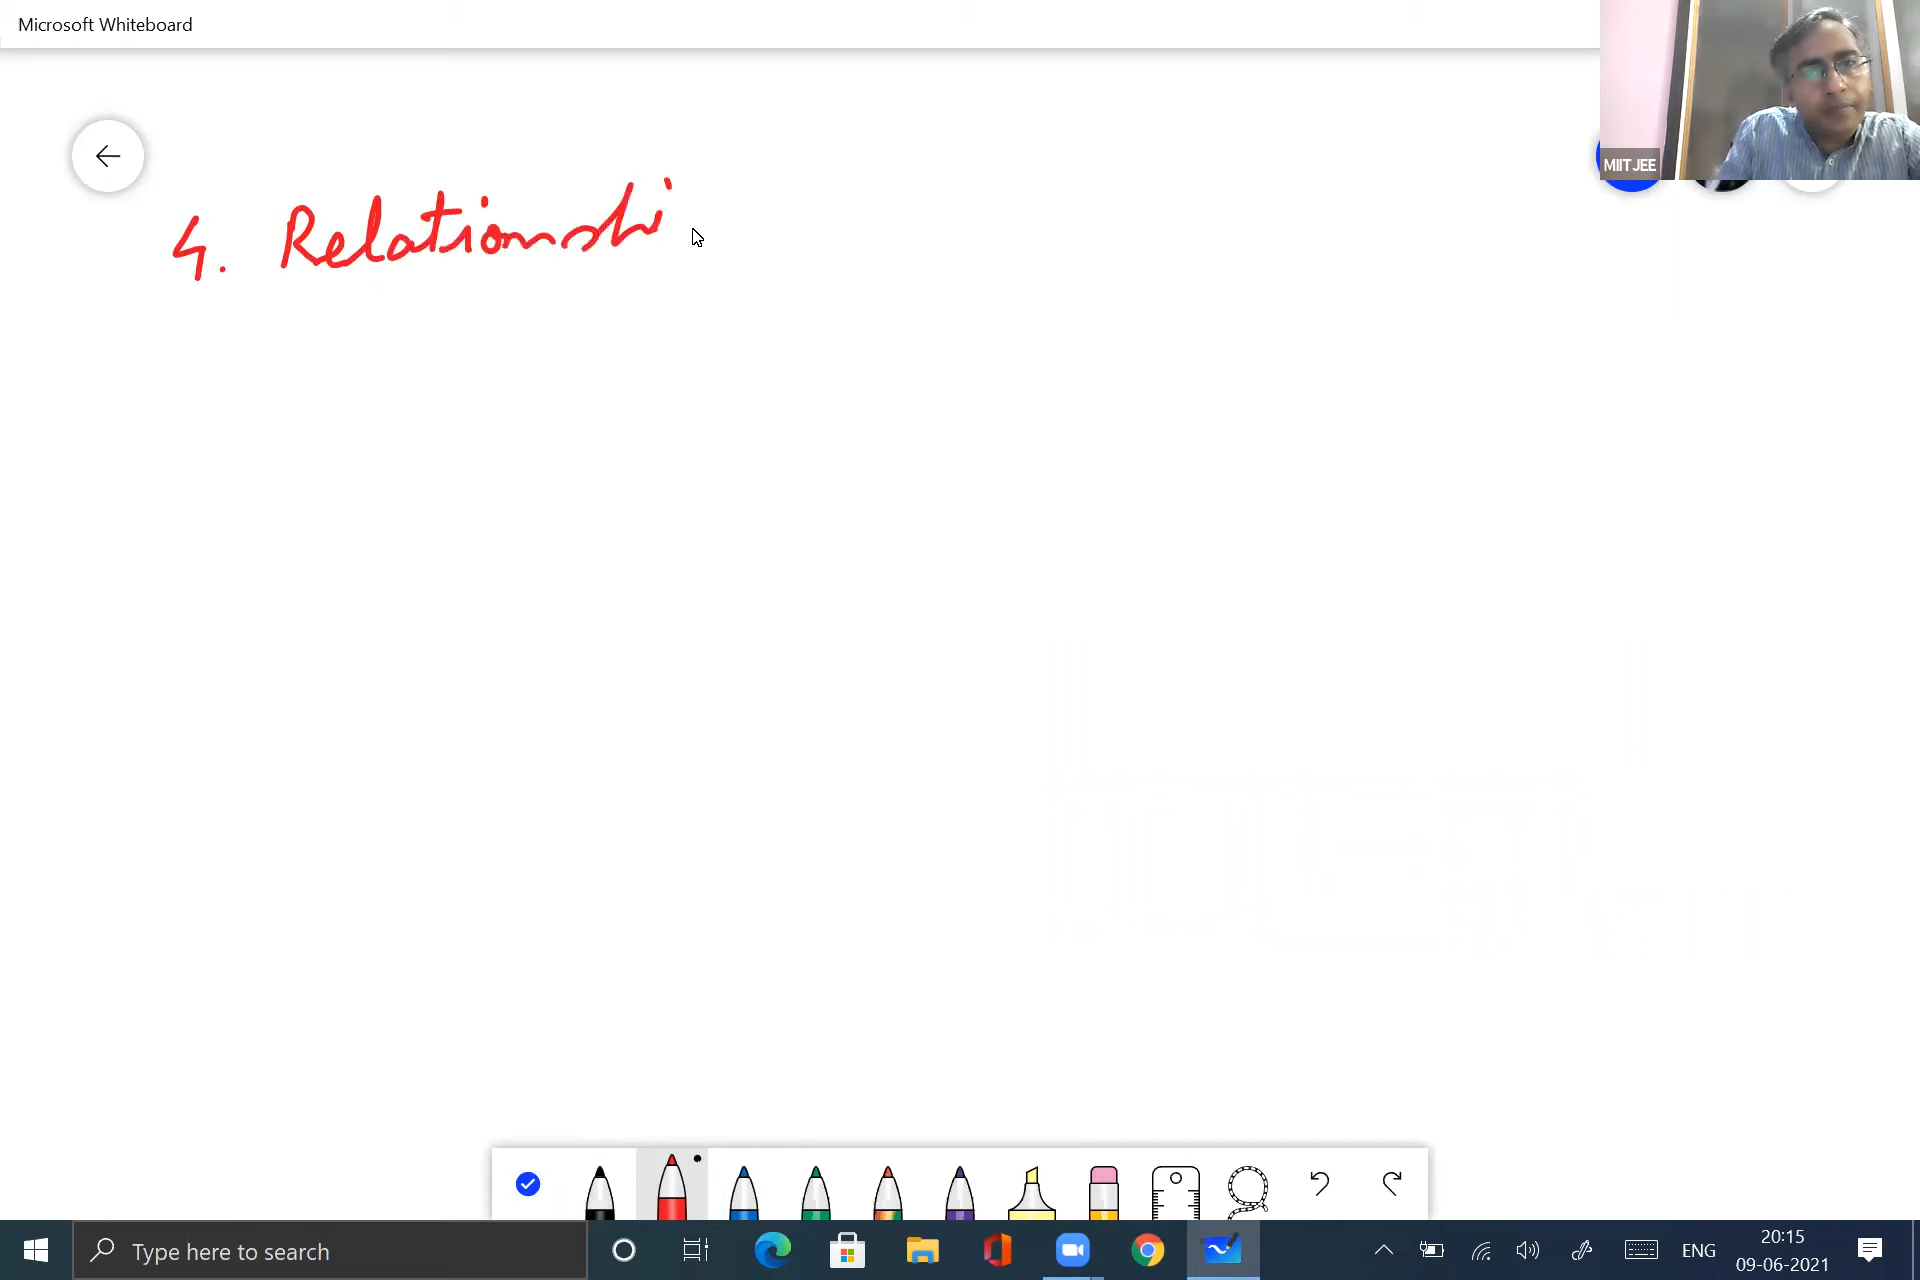 Microsoft Whiteboard
MIIT JEE
4. Relationshi
Type here to search
ENG
20:15
09-06-2021